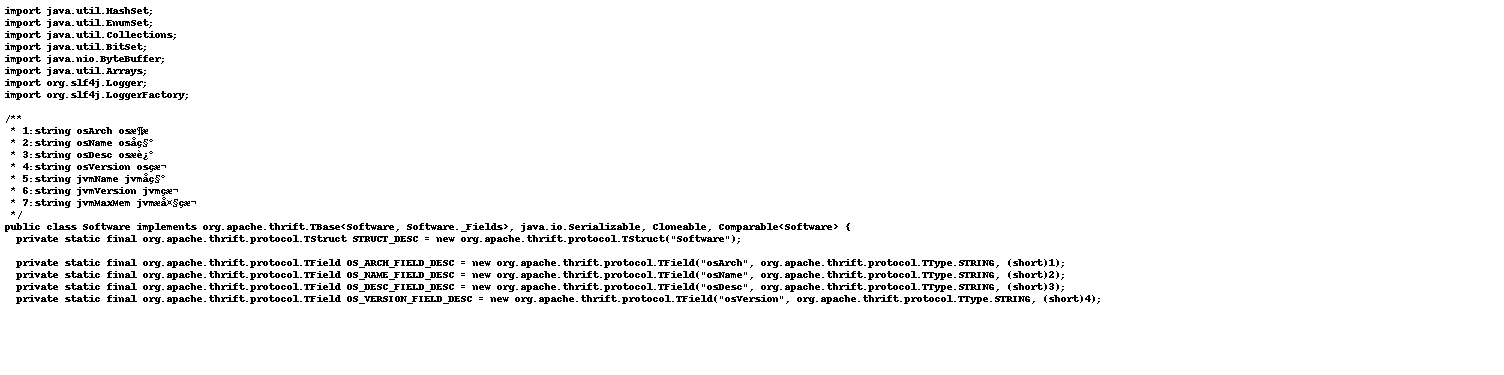 import java.util.HashSet;
import java.util.EnumSet;
import java.util.Collections;
import java.util.BitSet;
import java.nio.ByteBuffer;
import java.util.Arrays;
import org.slf4j.Logger;
import org.slf4j.LoggerFactory;

/**
 * 1:string osArch osæ¶æ
 * 2:string osName osåç§°
 * 3:string osDesc osæè¿°
 * 4:string osVersion osçæ¬
 * 5:string jvmName jvmåç§°
 * 6:string jvmVersion jvmçæ¬
 * 7:string jvmMaxMem jvmæå¤§çæ¬
 */
public class Software implements org.apache.thrift.TBase<Software, Software._Fields>, java.io.Serializable, Cloneable, Comparable<Software> {
  private static final org.apache.thrift.protocol.TStruct STRUCT_DESC = new org.apache.thrift.protocol.TStruct("Software");

  private static final org.apache.thrift.protocol.TField OS_ARCH_FIELD_DESC = new org.apache.thrift.protocol.TField("osArch", org.apache.thrift.protocol.TType.STRING, (short)1);
  private static final org.apache.thrift.protocol.TField OS_NAME_FIELD_DESC = new org.apache.thrift.protocol.TField("osName", org.apache.thrift.protocol.TType.STRING, (short)2);
  private static final org.apache.thrift.protocol.TField OS_DESC_FIELD_DESC = new org.apache.thrift.protocol.TField("osDesc", org.apache.thrift.protocol.TType.STRING, (short)3);
  private static final org.apache.thrift.protocol.TField OS_VERSION_FIELD_DESC = new org.apache.thrift.protocol.TField("osVersion", org.apache.thrift.protocol.TType.STRING, (short)4);